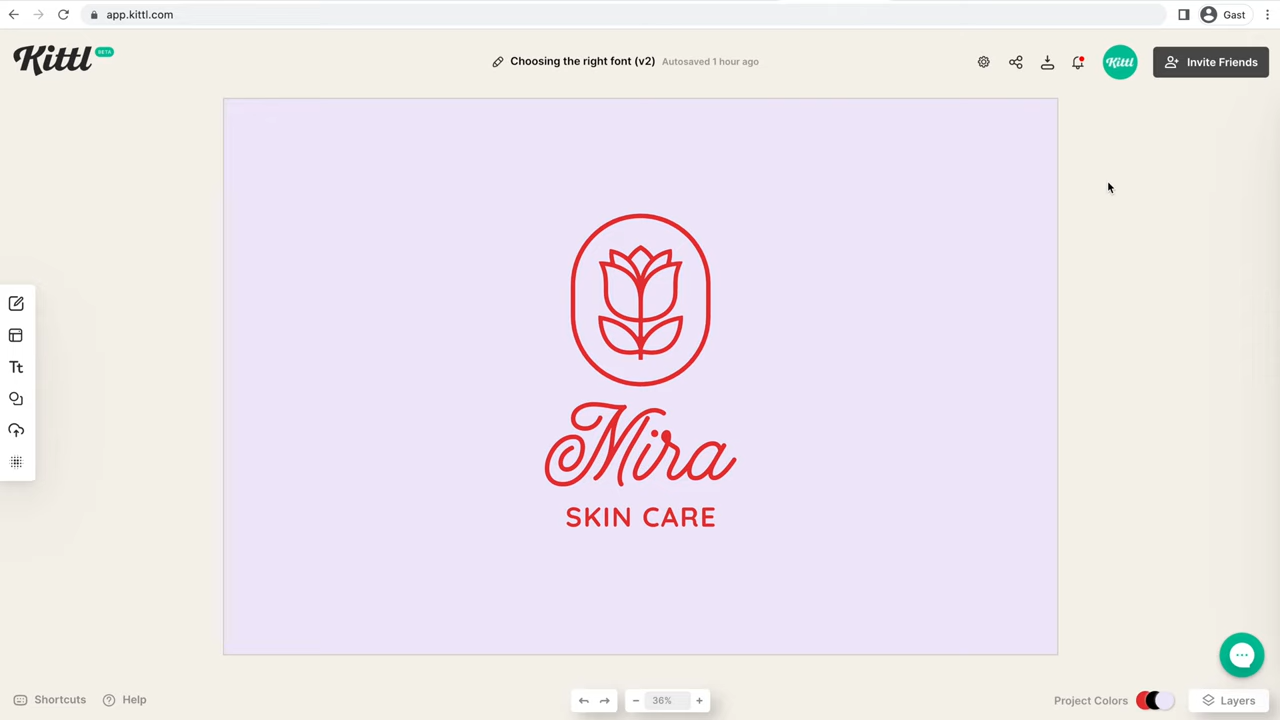 app.kittl.com
Gast
Kittl BETA
Choosing the right font (v2) Autosaved 1 hour ago
Kittl
Invite Friends
Tt
Mira
SKIN CARE
Shortcuts
Help
36%
Project Colors
Layers